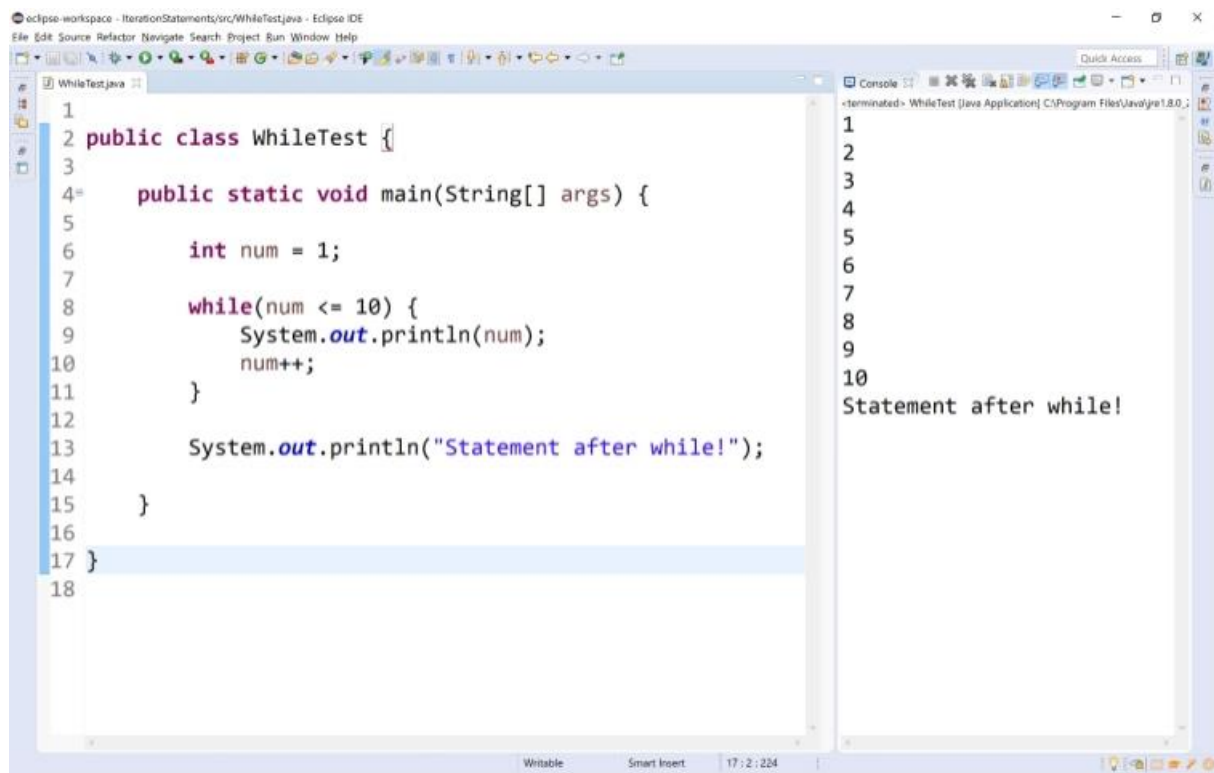 eclipse-workspace - IterationStatements/src/WhileTest.java - Eclipse IDE
File Edit Source Refactor Navigate Search Project Run Window Help
Quick Access
WhileTest.java
1
2 public class WhileTest {
3
4 public static void main(String[] args) {
5
6 int num = 1;
7
8 while(num <= 10) {
9 System.out.println(num);
10 num++;
11 }
12
13 System.out.println("Statement after while!");
14
15 }
16
17 }
18
Console
<terminated> WhileTest [Java Application] C:\Program Files\Java\jre1.8.0_
1
2
3
4
5
6
7
8
9
10
Statement after while!
Writable Smart Insert 17 : 2 : 224